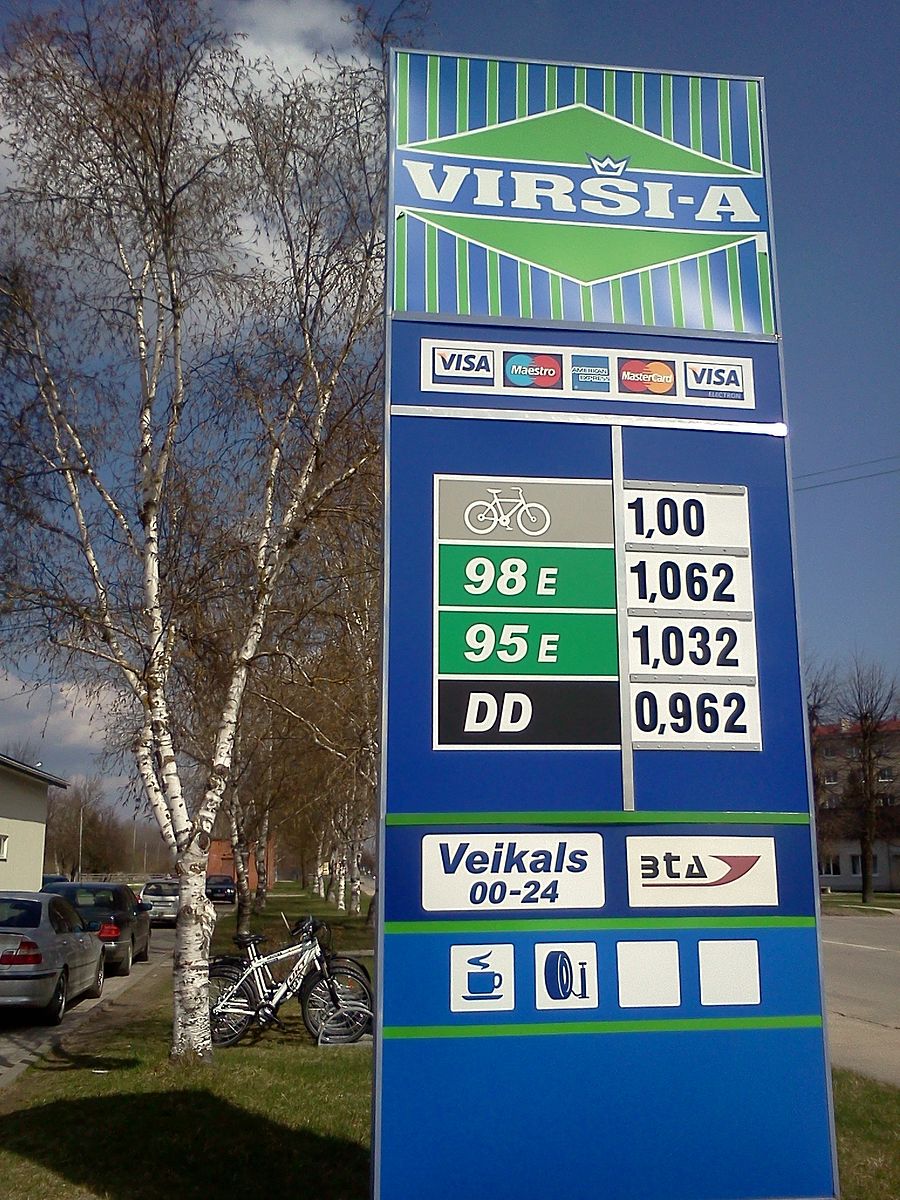 VIRŠI-A
VISA Maestro AMERICAN EXPRESS MasterCard VISA ELECTRON
1,00
98 E 1,062
95 E 1,032
DD 0,962
Veikals
00-24
BTA